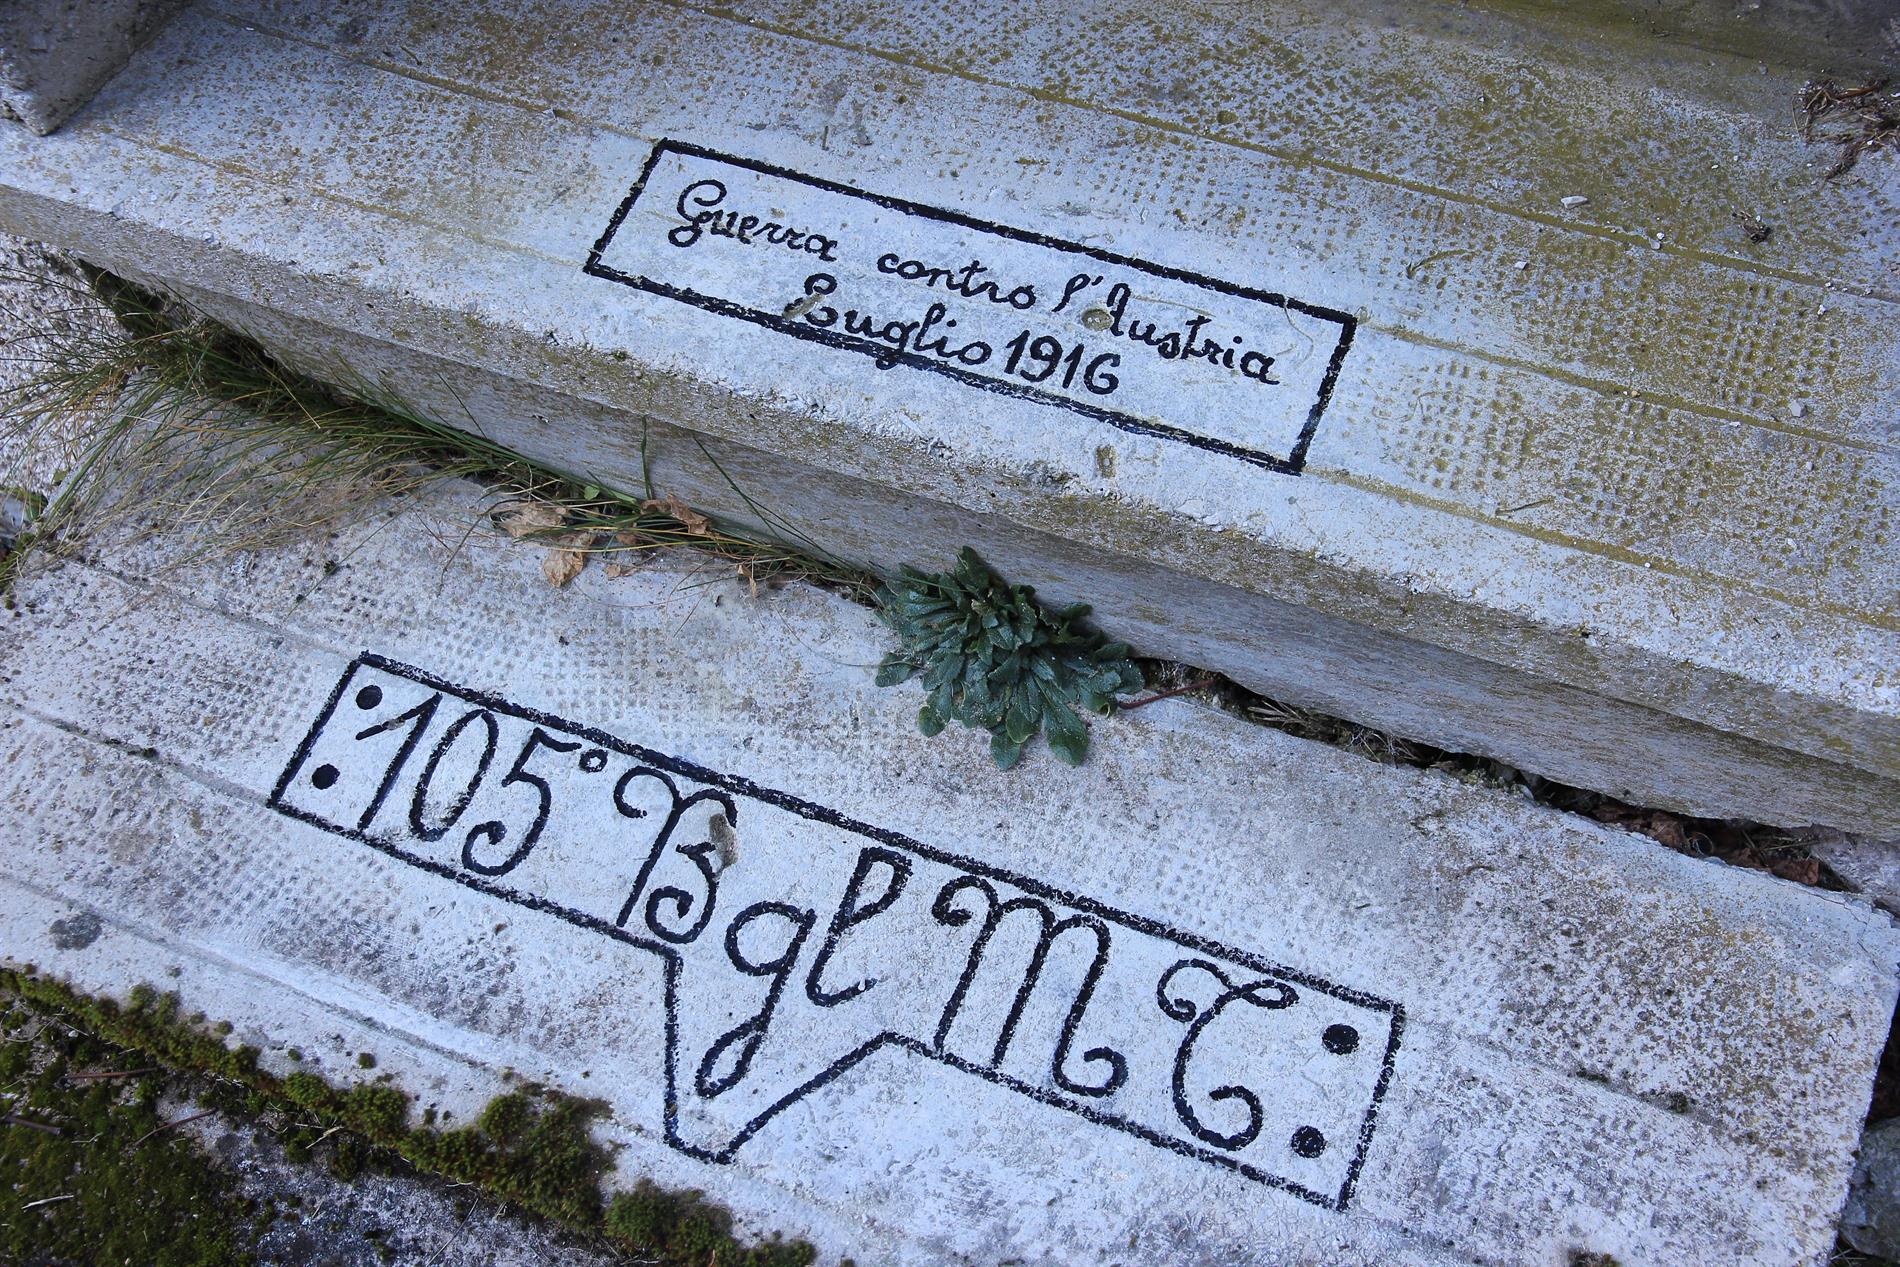 Guerra contro l'Austria
Luglio 1916
105° Bgl M T